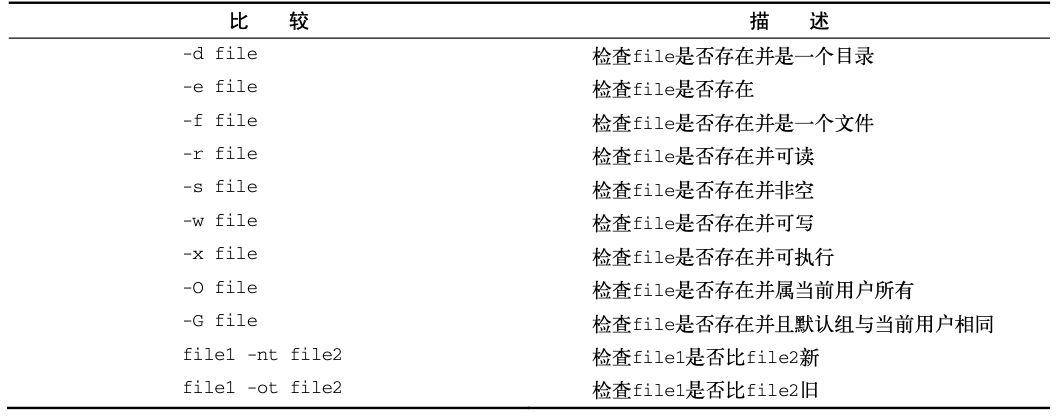 比 较 描 述
-d file 检查file是否存在并是一个目录
-e file 检查file是否存在
-f file 检查file是否存在并是一个文件
-r file 检查file是否存在并可读
-s file 检查file是否存在并非空
-w file 检查file是否存在并可写
-x file 检查file是否存在并可执行
-O file 检查file是否存在并属当前用户所有
-G file 检查file是否存在并且默认组与当前用户相同
file1 -nt file2 检查file1是否比file2新
file1 -ot file2 检查file1是否比file2旧